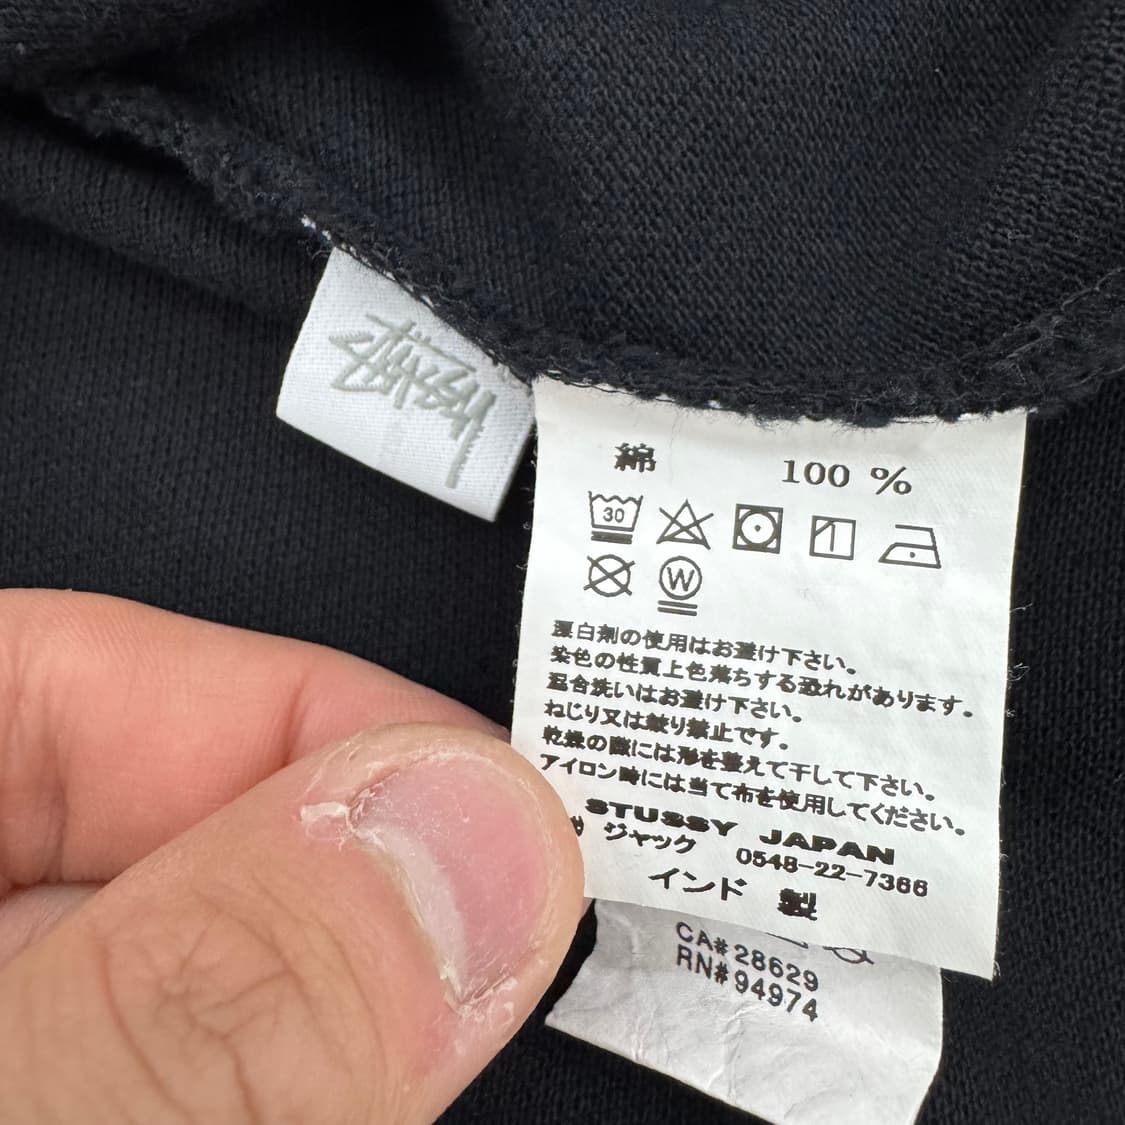 STÜSSY
綿 100 %
30
W
漂白剤の使用はお避け下さい。
染色の性質上色落ちする恐れがあります。
混合洗いはお避け下さい。
ねじり又は絞り禁止です。
乾燥の際には形を整えて干して下さい。
アイロン時には当て布を使用してください。
STUSSY JAPAN
ジャック 0548-22-7366
インド 製
CA# 28629
RN# 94974